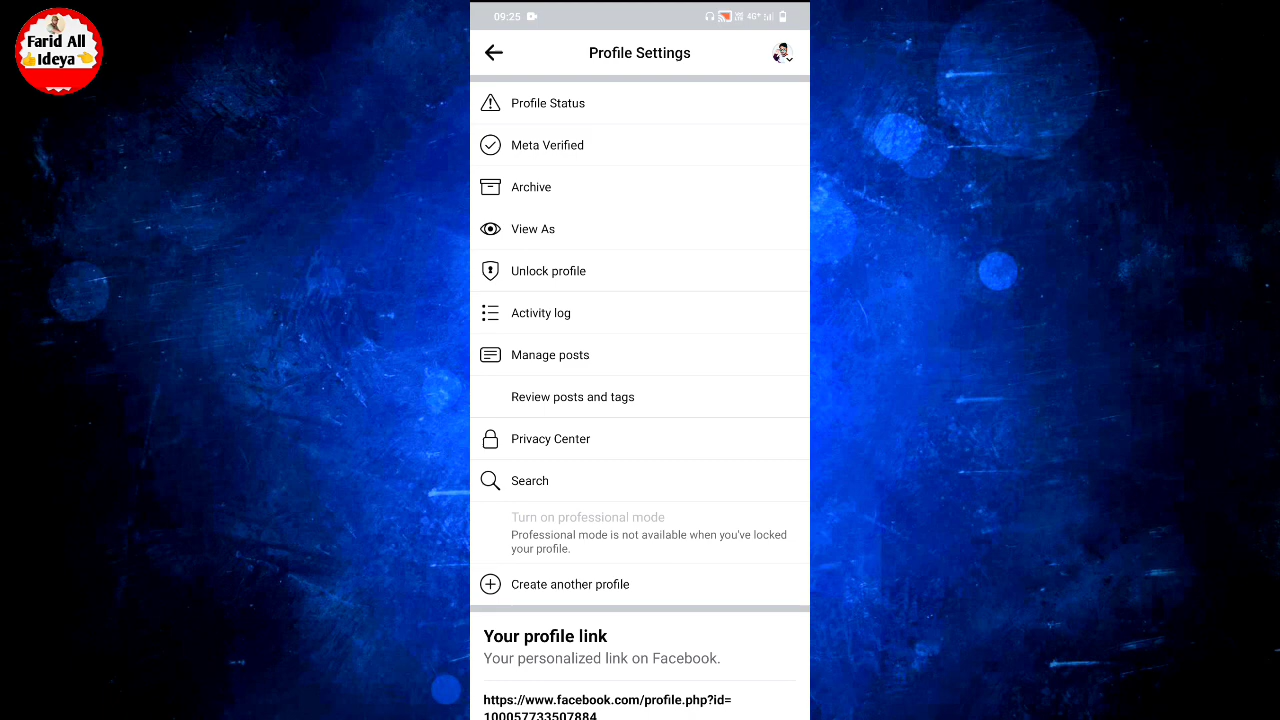 Farid All
Ideya
09:25
4G+
Profile Settings
Profile Status
Meta Verified
Archive
View As
Unlock profile
Activity log
Manage posts
Review posts and tags
Privacy Center
Search
Turn on professional mode
Professional mode is not available when you've locked
your profile.
Create another profile
Your profile link
Your personalized link on Facebook.
https://www.facebook.com/profile.php?id=
100057733507884